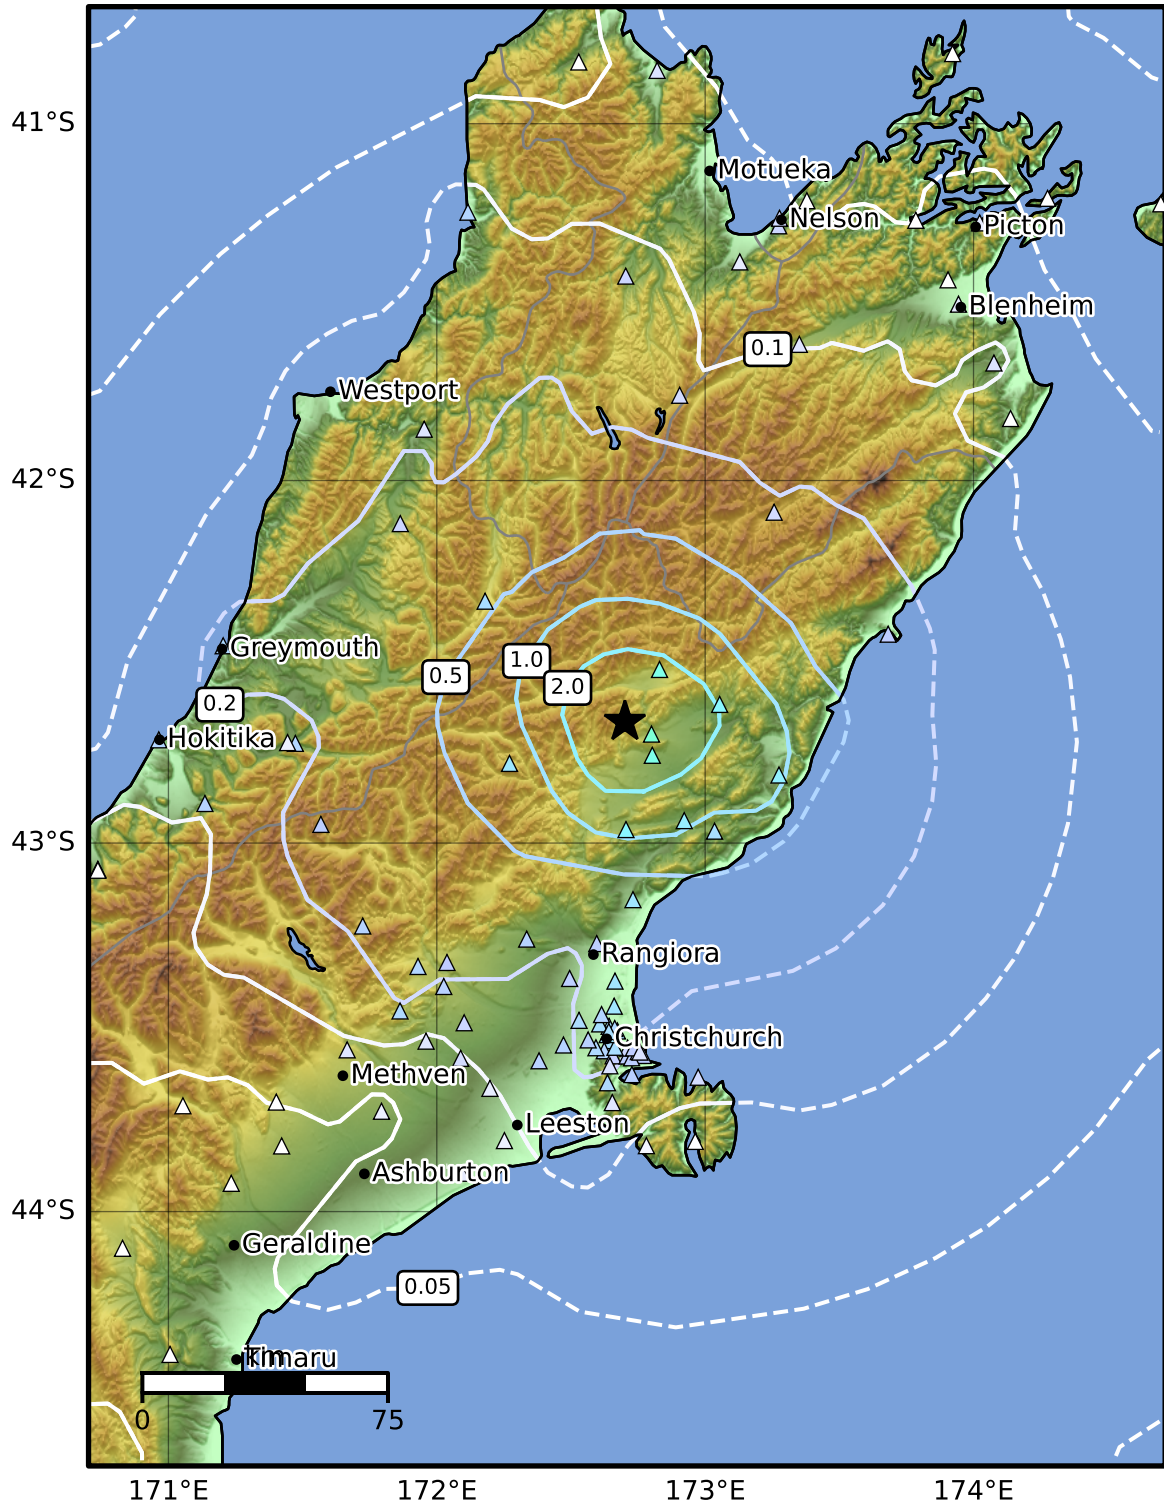 41°S
Motueka
Nelson
Picton
Blenheim
0.1
Westport
42°S
Greymouth
1.0
0.5
2.0
0.2
Hokitika
43°S
Rangiora
Christchurch
Methven
Leeston
Ashburton
44°S
Geraldine
0.05
km
Timaru
0
75
171°E
172°E
173°E
174°E